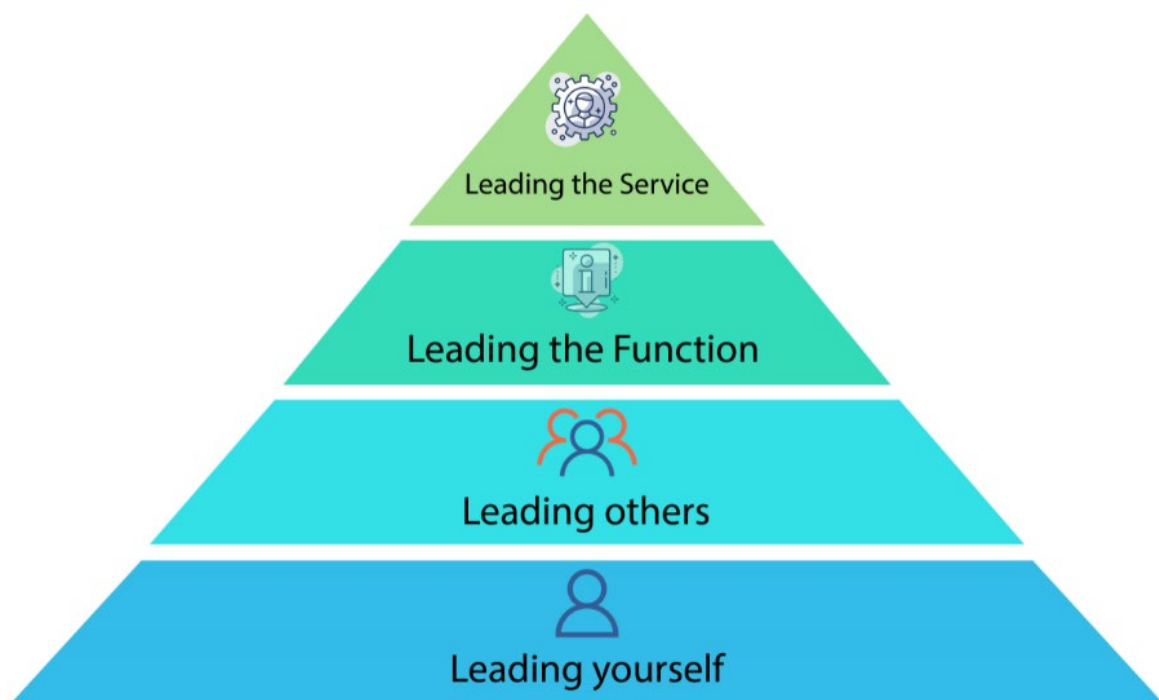 Leading the Service
Leading the Function
Leading others
Leading yourself